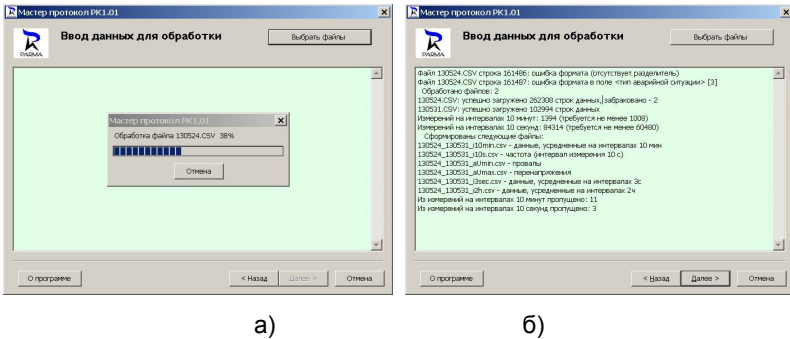 Мастер протокол РК1.01
PARMA
Ввод данных для обработки
Выбрать файлы
Мастер протокол РК1.01
Обработка файла 130524.CSV 38%
Отмена
О программе
< Назад
Далее >
Отмена
а)
Мастер протокол РК1.01
PARMA
Ввод данных для обработки
Выбрать файлы
Файл 130524.CSV строка 161486: ошибка формата (отсутствует разделитель)
Файл 130524.CSV строка 161487: ошибка формата в поле <тип аварийной ситуации> [3]
Обработано файлов: 2
130524.CSV: успешно загружено 262308 строк данных, забраковано - 2
130531.CSV: успешно загружено 102994 строк данных
Измерений на интервалах 10 минут: 1394 (требуется не менее 1008)
Измерений на интервалах 10 секунд: 84314 (требуется не менее 60480)
Сформированы следующие файлы:
130524_130531_i10min.csv - данные, усредненные на интервалах 10 мин
130524_130531_i10s.csv - частота (интервал измерения 10 с)
130524_130531_aUmin.csv - провалы
130524_130531_aUmax.csv - перенапряжения
130524_130531_i3sec.csv - данные, усредненные на интервалах 3с
130524_130531_i2h.csv - данные, усредненные на интервалах 2ч
Из измерений на интервалах 10 минут пропущено: 11
Из измерений на интервалах 10 секунд пропущено: 3
О программе
< Назад
Далее >
Отмена
б)